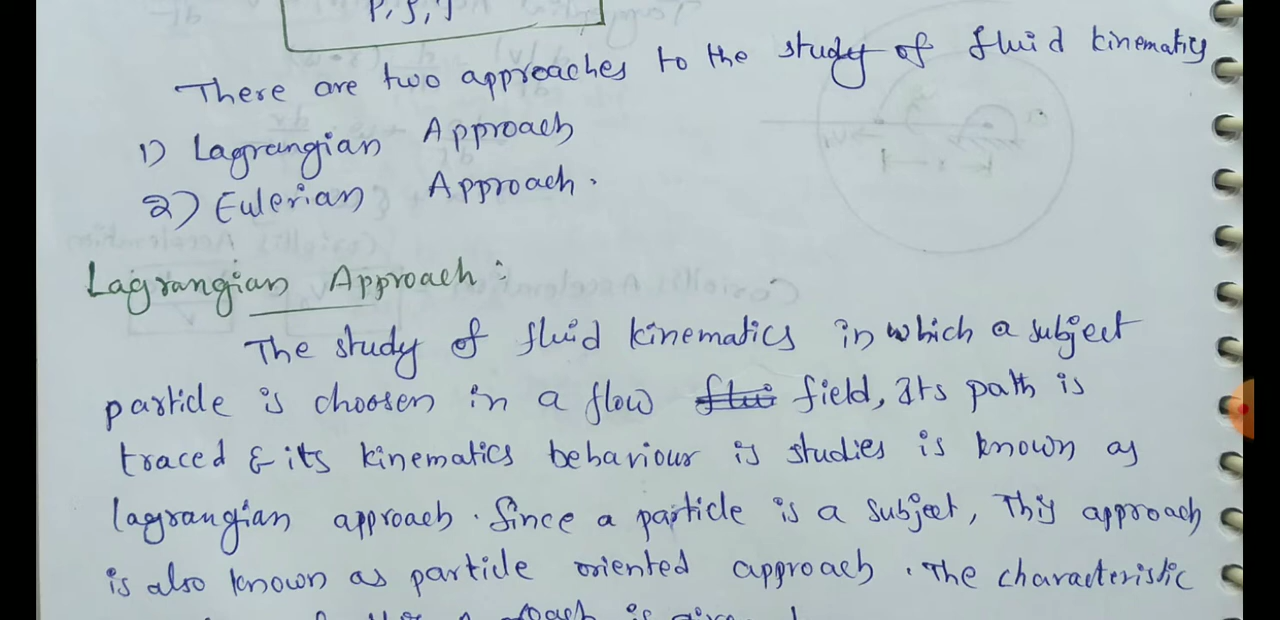 P, ρ, T
There are two approaches to the study of fluid kinematics
1) Lagrangian Approach
2) Eulerian Approach.
Lagrangian Approach :
The study of fluid kinematics in which a subject
particle is choosen in a flow field, Its path is
traced & its kinematics behaviour is studies is known as
lagrangian approach. Since a particle is a subject, This approach
is also known as particle oriented approach. The characteristic